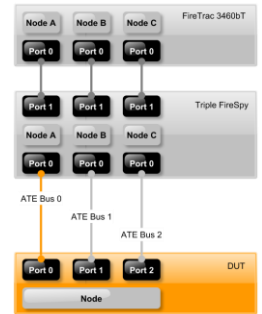 Node A Node B Node C FireTrac 3460bT
Port 0 Port 0 Port 0
Port 1 Port 1 Port 1 Triple FireSpy
Node A Node B Node C
Port 0 Port 0 Port 0
ATE Bus 0
ATE Bus 1
ATE Bus 2
Port 0 Port 1 Port 2 DUT
Node